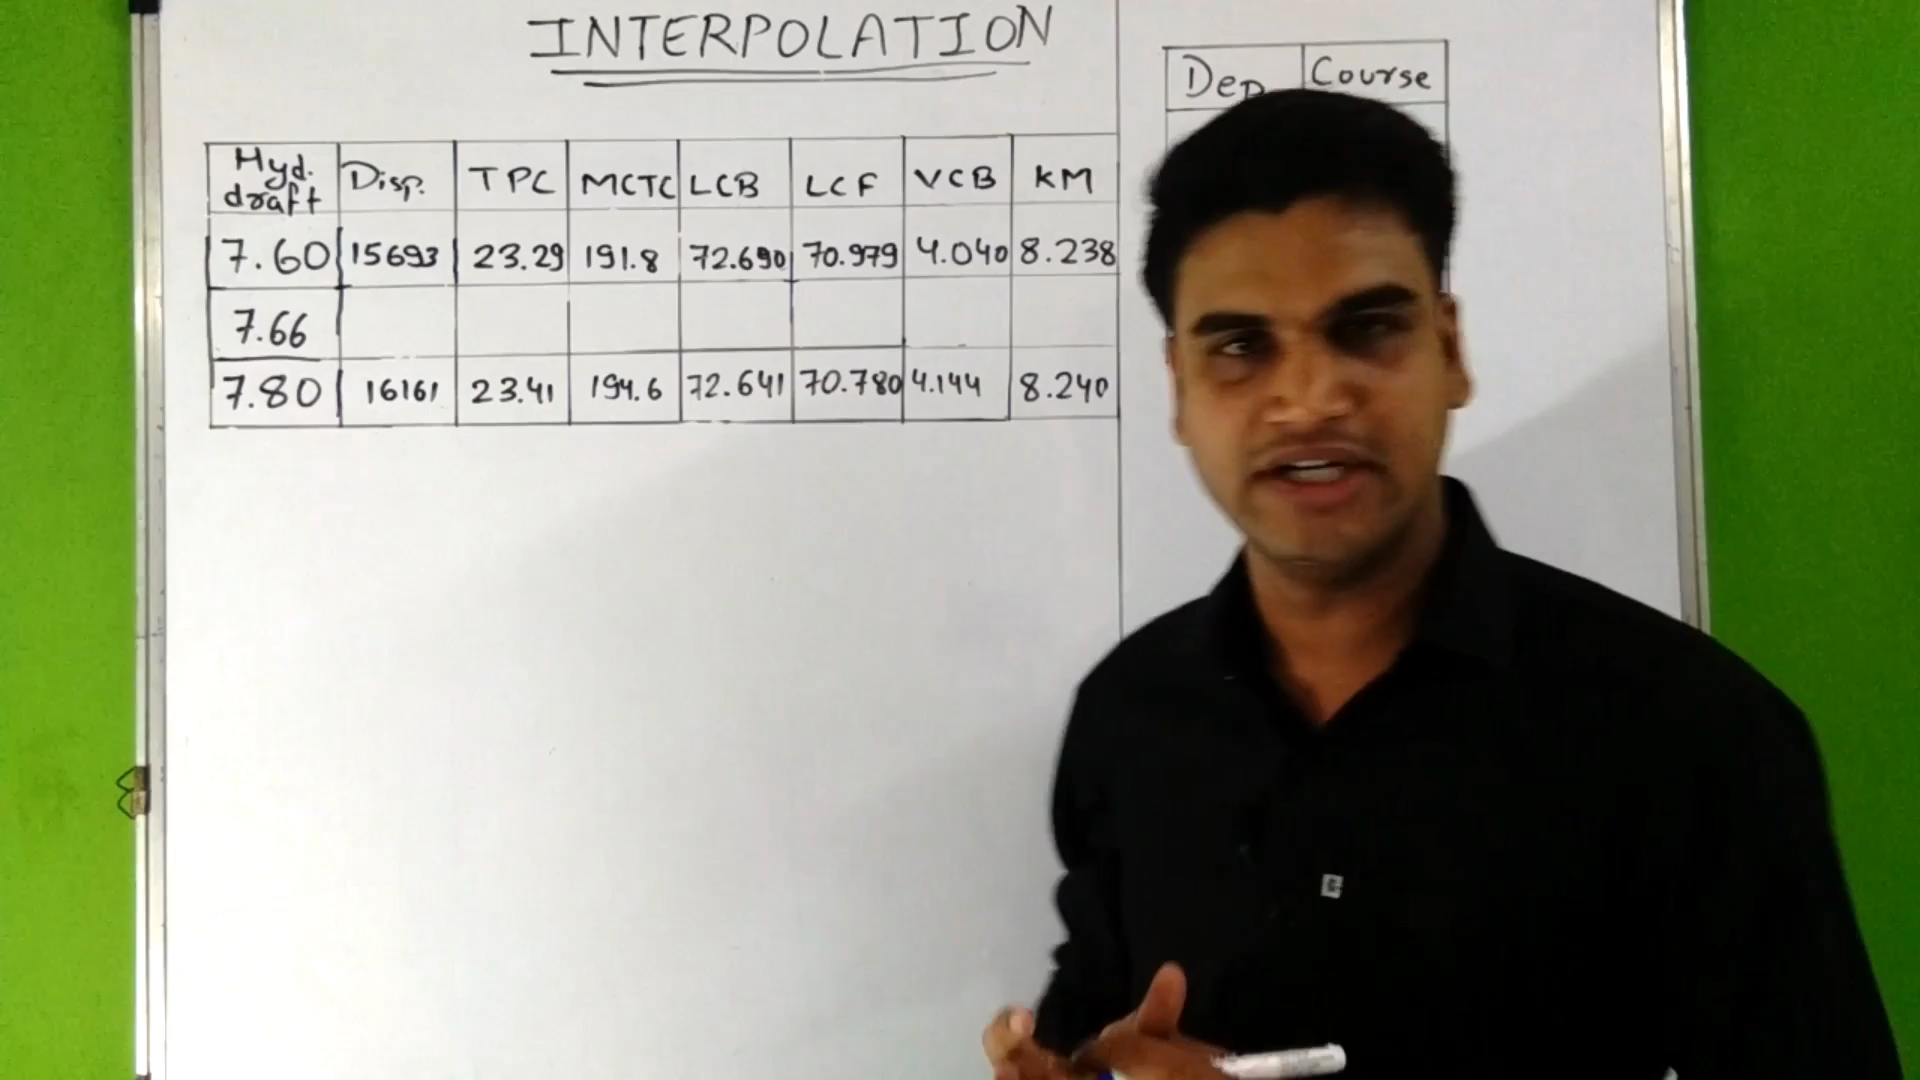 INTERPOLATION
Hyd. draft Disp. TPC MCTC LCB LCF VCB KM
7.60 15693 23.29 191.8 72.690 70.979 4.040 8.238
7.66
7.80 16161 23.41 194.6 72.641 70.780 4.144 8.240
Dep Course